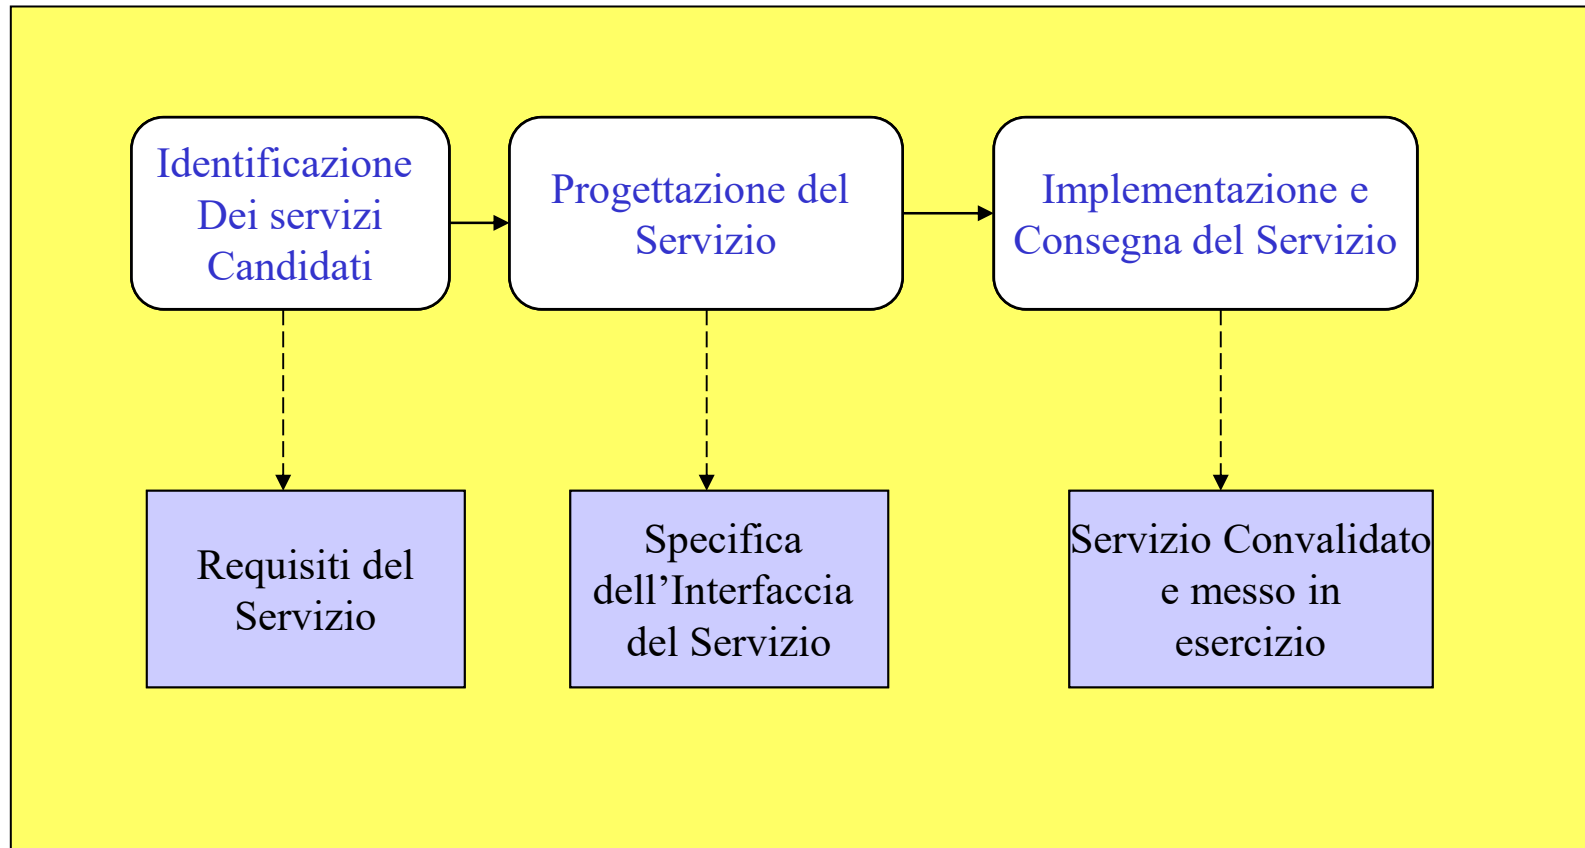 Identificazione
Dei servizi
Candidati
Progettazione del
Servizio
Implementazione e
Consegna del Servizio
Requisiti del
Servizio
Specifica
dell’Interfaccia
del Servizio
Servizio Convalidato
e messo in
esercizio